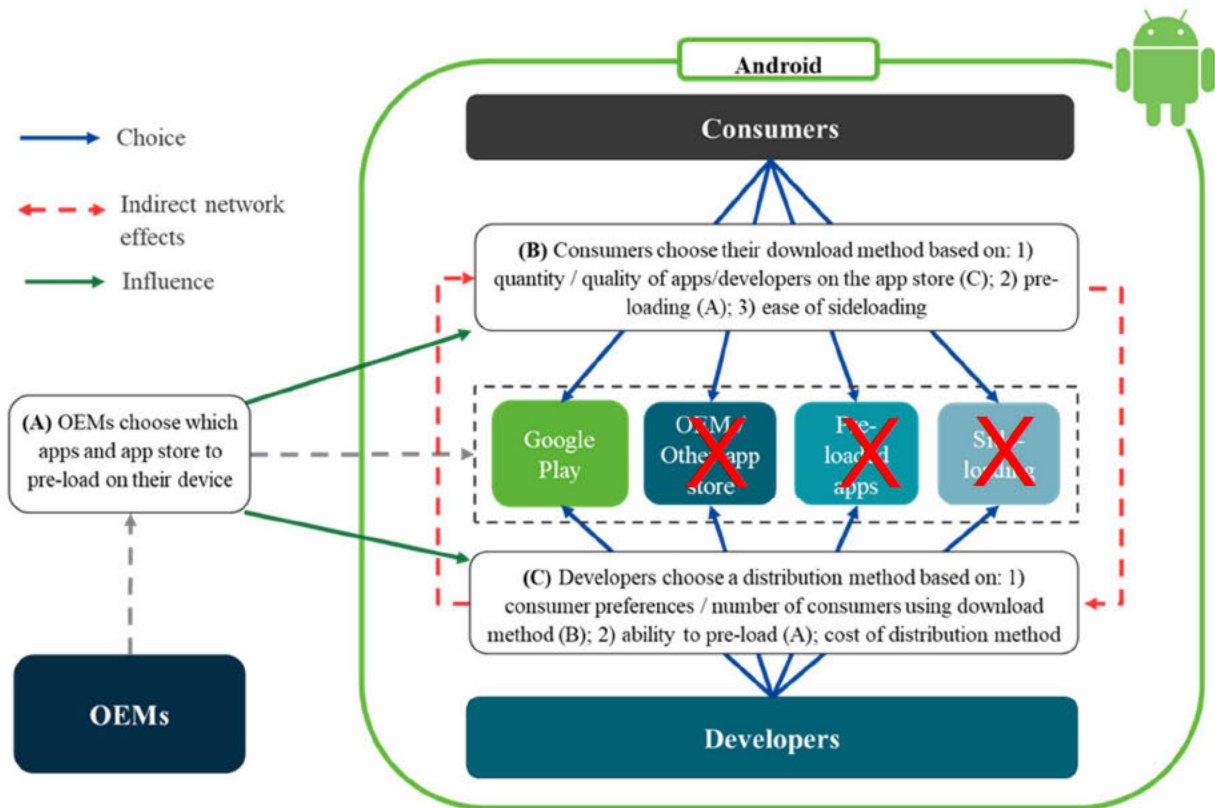 Android
Consumers
Choice
Indirect network
effects
Influence
(B) Consumers choose their download method based on: 1)
quantity / quality of apps/developers on the app store (C); 2) pre-
loading (A); 3) ease of sideloading
(A) OEMs choose which
apps and app store to
pre-load on their device
Google
Play
OEM /
Other app
store
Pre-
loaded
apps
Side-
loading
(C) Developers choose a distribution method based on: 1)
consumer preferences / number of consumers using download
method (B); 2) ability to pre-load (A); cost of distribution method
OEMs
Developers